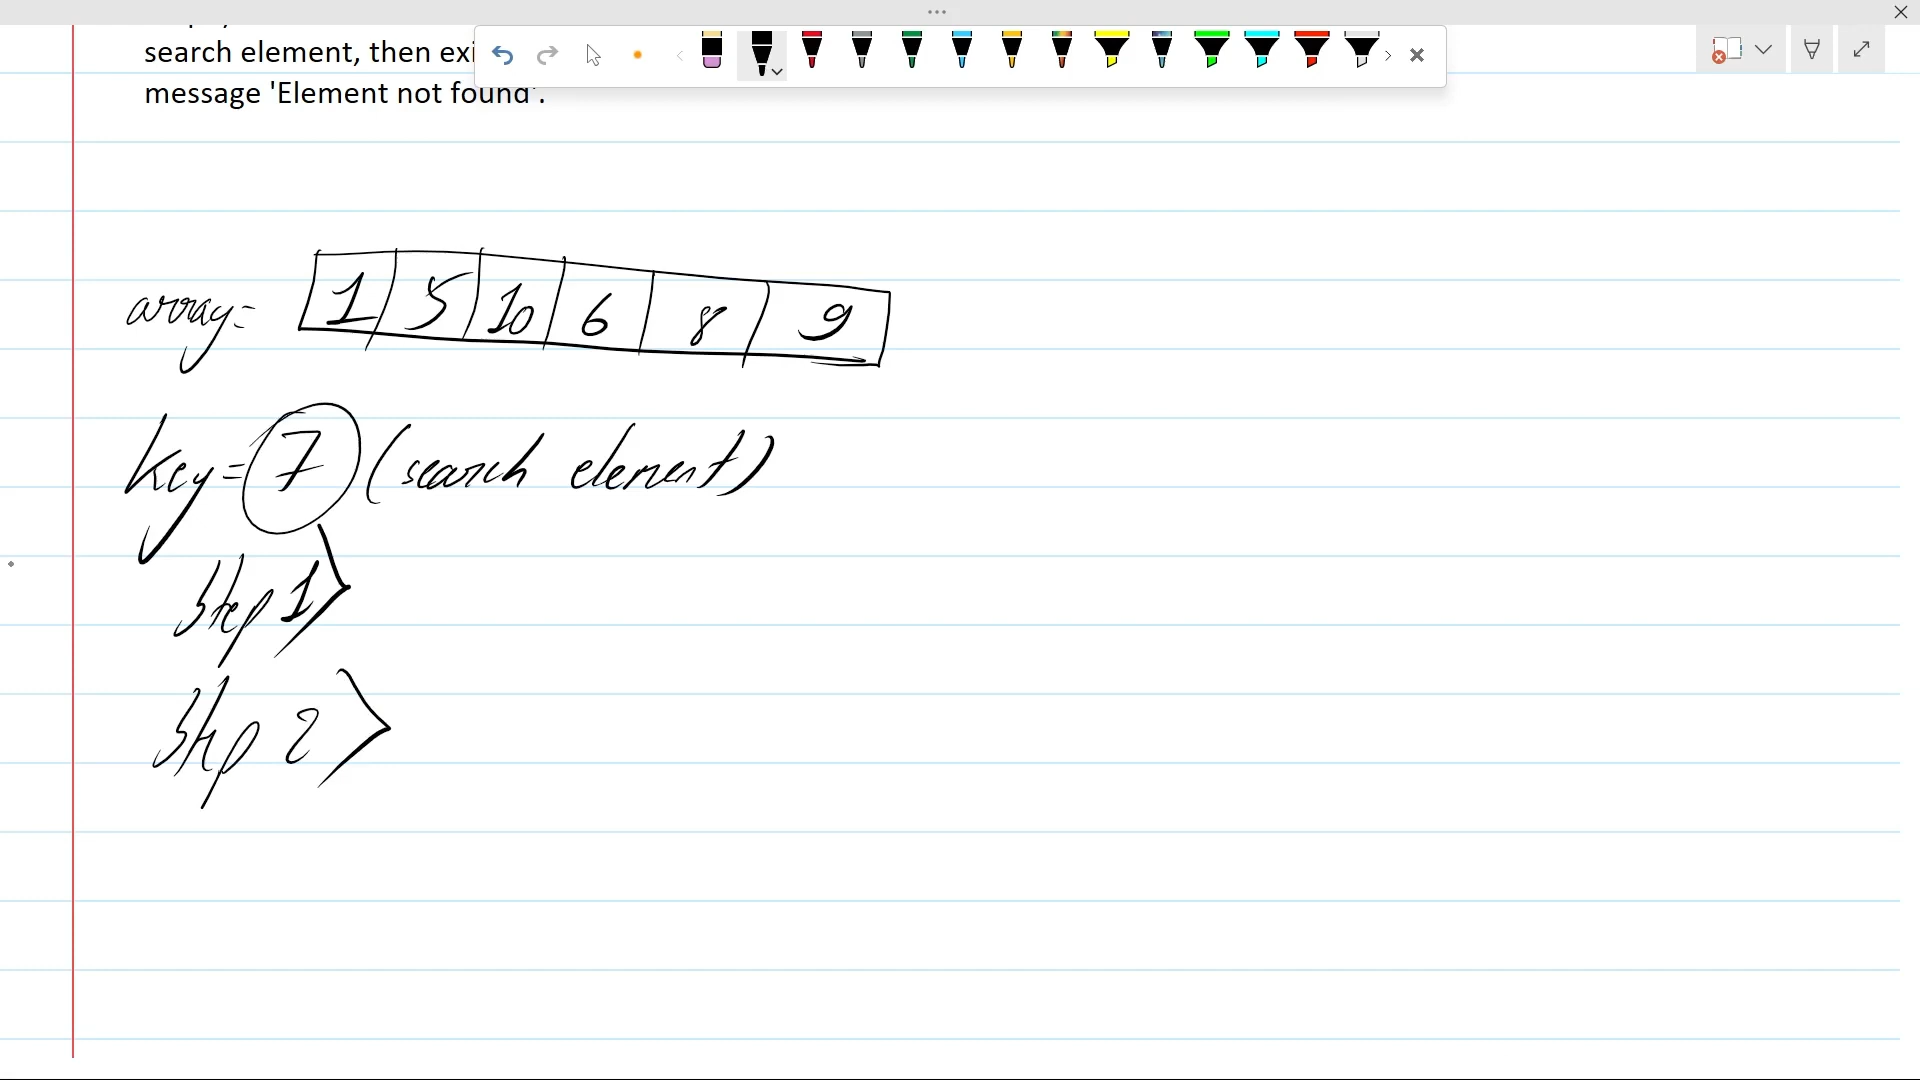 search element, then exi
message 'Element not found'.
array= 1 5 10 6 8 9
Key= 7 (search element)
Step 1
Step 2